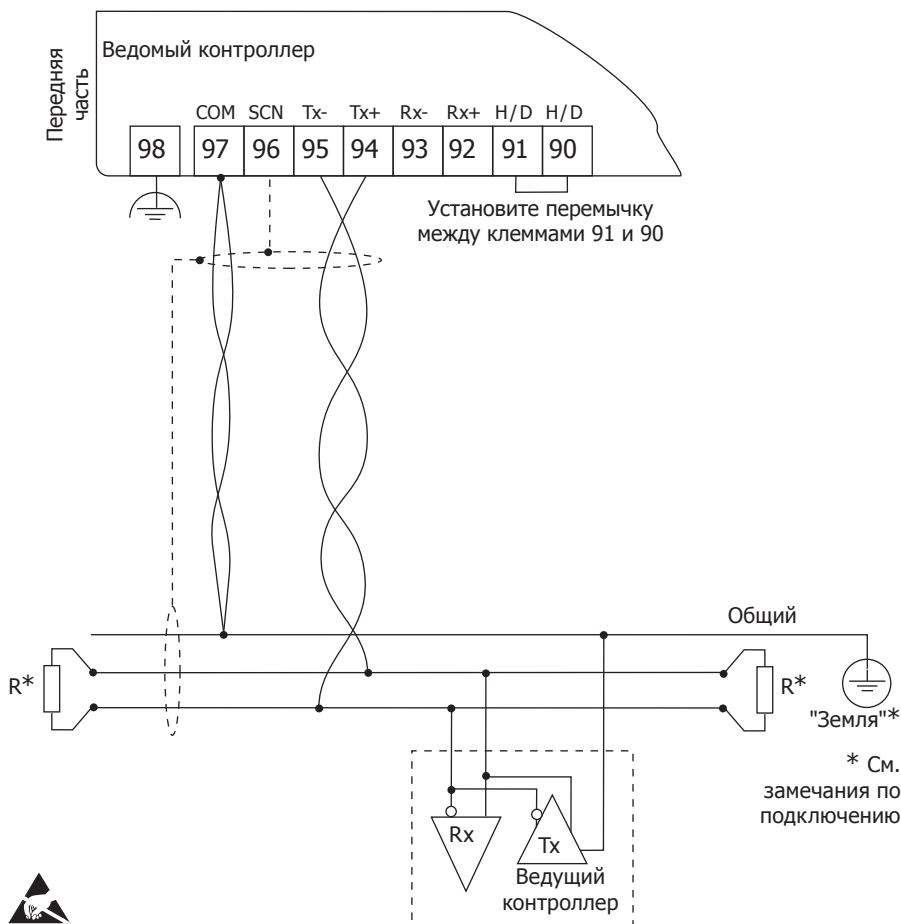 Ведомый контроллер
Передняя
часть
COM SCN Tx- Tx+ Rx- Rx+ H/D H/D
98 97 96 95 94 93 92 91 90
Установите перемычку
между клеммами 91 и 90
Общий
R*
R*
"Земля"*
* См.
замечания по
подключению
Rx
Tx
Ведущий
контроллер